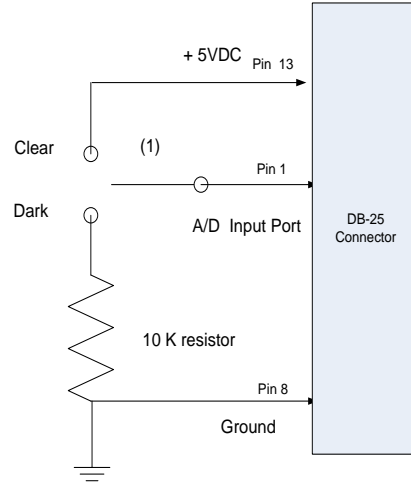 + 5VDC
Pin 13
Clear
(1)
Pin 1
Dark
A/D Input Port
DB-25
Connector
10 K resistor
Pin 8
Ground